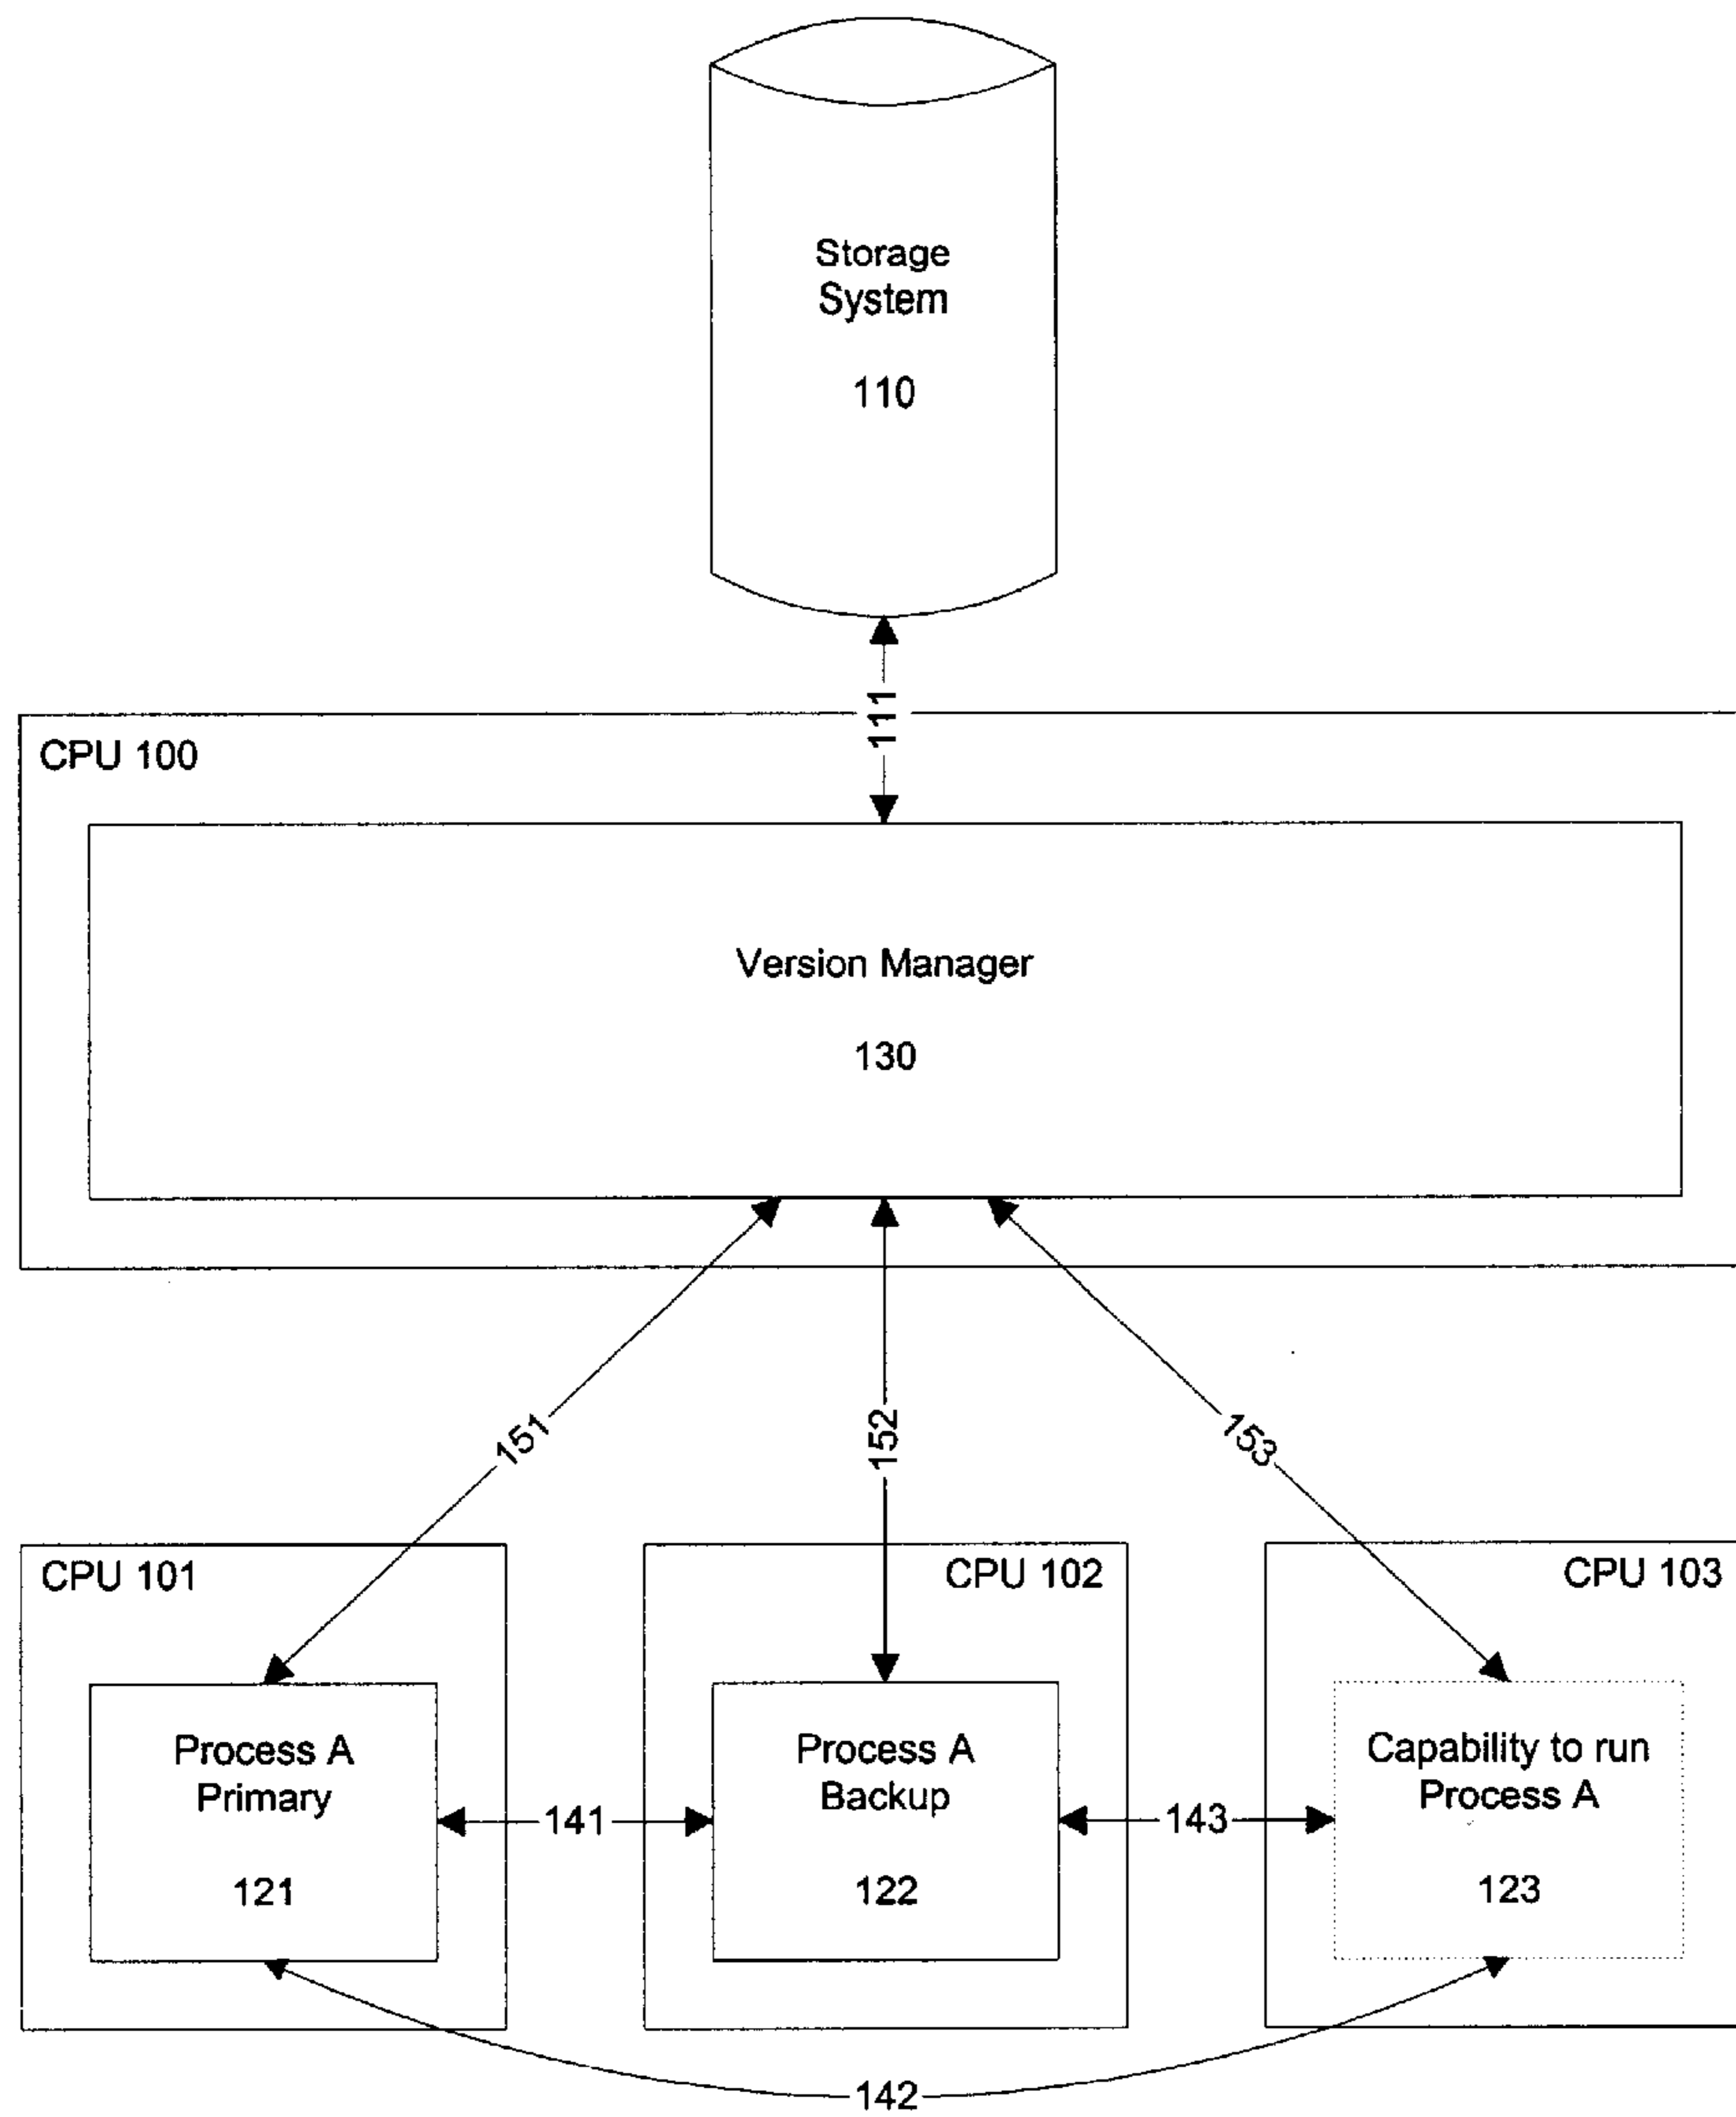 Storage
System
110
111
CPU 100
Version Manager
130
151
152
153
CPU 101
CPU 102
CPU 103
Process A
Primary
121
141
Process A
Backup
122
143
Capability to run
Process A
123
142